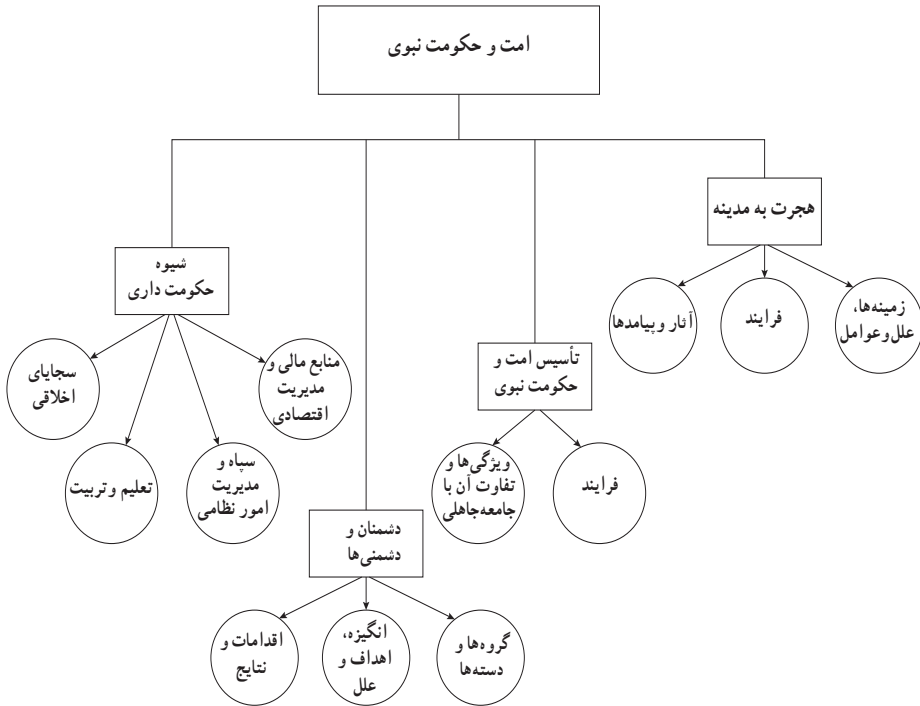 امت و حکومت نبوی
هجرت به مدینه
زمینه‌ها،
علل‌وعوامل
فرایند
آثار و پیامدها
تأسیس امت و
حکومت نبوی
فرایند
ویژگی‌ها و
تفاوت آن با
جامعه‌جاهلی
دشمنان و
دشمنی‌ها
گروه‌ها و
دسته‌ها
انگیزه،
اهداف و
علل
اقدامات و
نتایج
شیوه
حکومت داری
منابع مالی و
مدیریت
اقتصادی
سپاه و
مدیریت
امور نظامی
تعلیم و تربیت
سجایای
اخلاقی